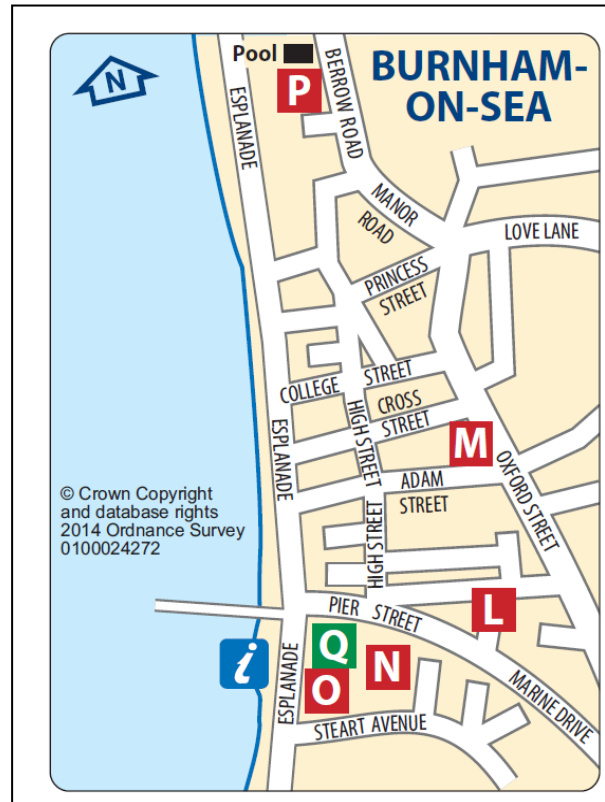 Pool
BURNHAM-
ON-SEA
N
P
BERROW ROAD
ESPLANADE
MANOR
ROAD
LOVE LANE
PRINCESS
STREET
COLLEGE STREET
CROSS
STREET
HIGH STREET
ESPLANADE
M
OXFORD STREET
ADAM
STREET
© Crown Copyright
and database rights
2014 Ordnance Survey
0100024272
HIGH STREET
L
PIER STREET
Q
i
N
O
ESPLANADE
MARINE DRIVE
STEART AVENUE